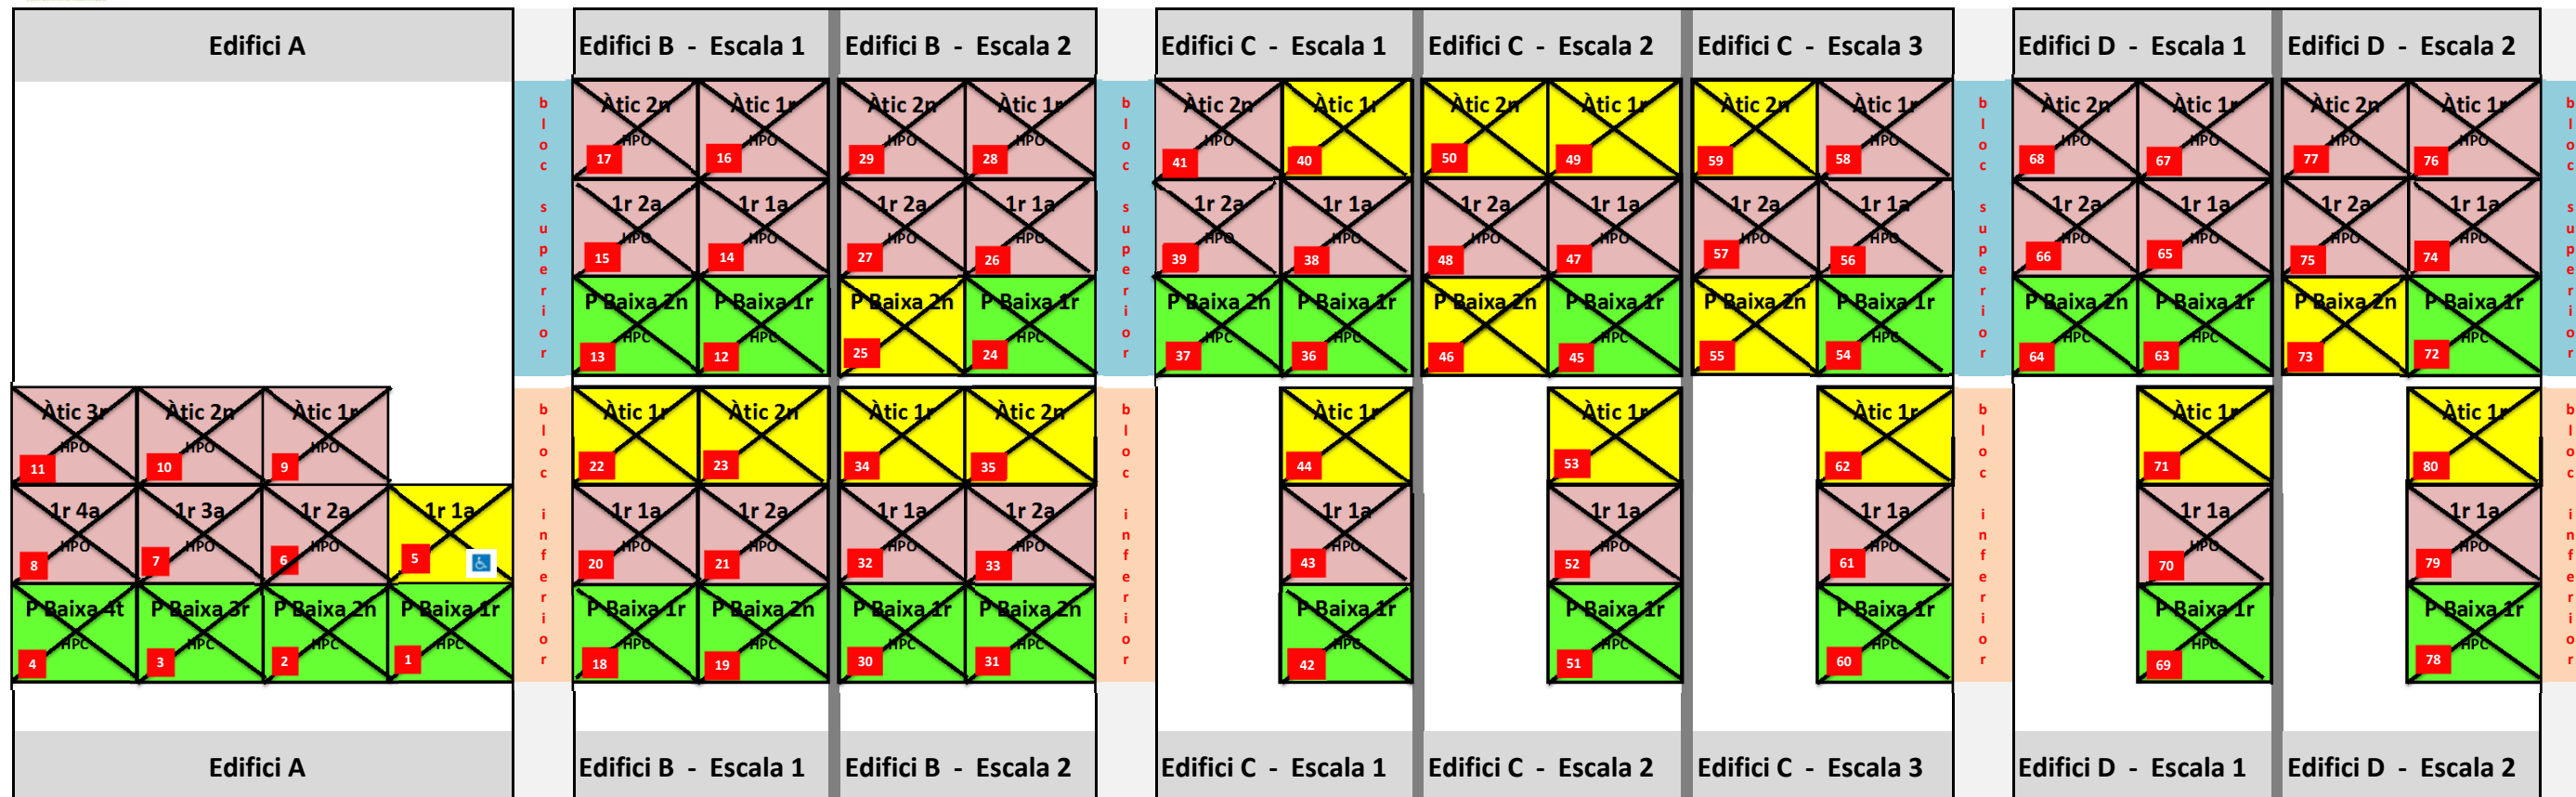 Edifici A
Edifici B - Escala 1
Edifici B - Escala 2
Edifici C - Escala 1
Edifici C - Escala 2
Edifici C - Escala 3
Edifici D - Escala 1
Edifici D - Escala 2
bloc superior
bloc superior
bloc superior
bloc superior
Àtic 2n HPO 17
Àtic 1r HPO 16
Àtic 2n HPO 29
Àtic 1r HPO 28
Àtic 2n HPO 41
Àtic 1r 40
Àtic 2n 50
Àtic 1r 49
Àtic 2n 59
Àtic 1r HPO 58
Àtic 2n HPO 68
Àtic 1r HPO 67
Àtic 2n HPO 77
Àtic 1r HPO 76
1r 2a HPO 15
1r 1a HPO 14
1r 2a HPO 27
1r 1a HPO 26
1r 2a HPO 39
1r 1a HPO 38
1r 2a HPO 48
1r 1a HPO 47
1r 2a HPO 57
1r 1a HPO 56
1r 2a HPO 66
1r 1a HPO 65
1r 2a HPO 75
1r 1a HPO 74
P Baixa 2n HPC 13
P Baixa 1r HPC 12
P Baixa 2n 25
P Baixa 1r HPC 24
P Baixa 2n HPC 37
P Baixa 1r HPC 36
P Baixa 2n 46
P Baixa 1r HPC 45
P Baixa 2n 55
P Baixa 1r HPC 54
P Baixa 2n HPC 64
P Baixa 1r HPC 63
P Baixa 2n 73
P Baixa 1r HPC 72
bloc inferior
bloc inferior
bloc inferior
bloc inferior
Àtic 3r HPO 11
Àtic 2n HPO 10
Àtic 1r HPO 9
Àtic 1r 22
Àtic 2n 23
Àtic 1r 34
Àtic 2n 35
Àtic 1r 44
Àtic 1r 53
Àtic 1r 62
Àtic 1r 71
Àtic 1r 80
1r 4a HPO 8
1r 3a HPO 7
1r 2a HPO 6
1r 1a 5
1r 1a HPO 20
1r 2a HPO 21
1r 1a HPO 32
1r 2a HPO 33
1r 1a HPO 43
1r 1a HPO 52
1r 1a HPO 61
1r 1a HPO 70
1r 1a HPO 79
P Baixa 4t HPC 4
P Baixa 3r HPC 3
P Baixa 2n HPC 2
P Baixa 1r HPC 1
P Baixa 1r HPC 18
P Baixa 2n HPC 19
P Baixa 1r HPC 30
P Baixa 2n HPC 31
P Baixa 1r HPC 42
P Baixa 1r HPC 51
P Baixa 1r HPC 60
P Baixa 1r HPC 69
P Baixa 1r HPC 78
Edifici A
Edifici B - Escala 1
Edifici B - Escala 2
Edifici C - Escala 1
Edifici C - Escala 2
Edifici C - Escala 3
Edifici D - Escala 1
Edifici D - Escala 2